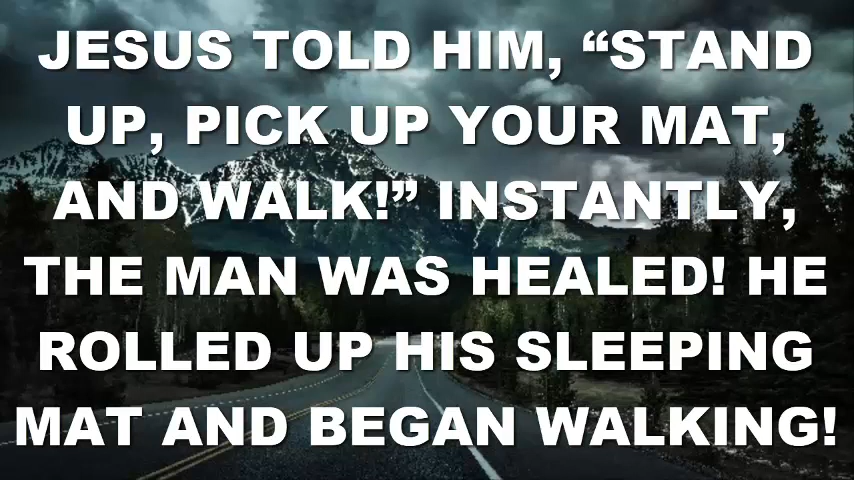 JESUS TOLD HIM, “STAND
UP, PICK UP YOUR MAT,
AND WALK!” INSTANTLY,
THE MAN WAS HEALED! HE
ROLLED UP HIS SLEEPING
MAT AND BEGAN WALKING!